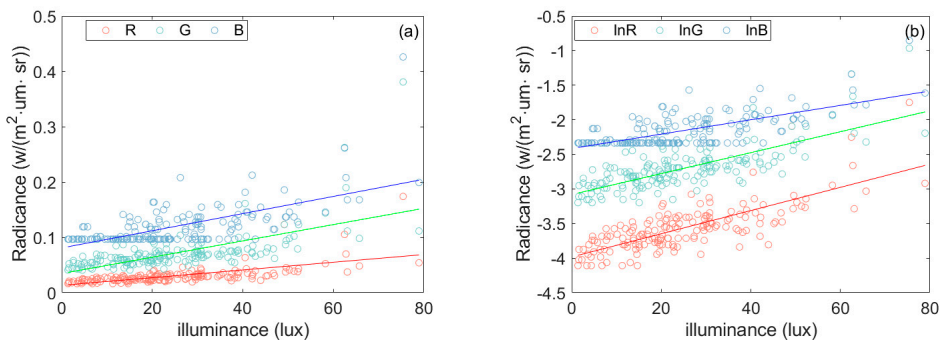 0.5
0.4
0.3
0.2
0.1
0
0 20 40 60 80
Radicance (w/(m²·um· sr))
illuminance (lux)
R G B
(a)
-0.5
-1
-1.5
-2
-2.5
-3
-3.5
-4
-4.5
0 20 40 60 80
Radicance (w/(m²·um· sr))
illuminance (lux)
lnR lnG lnB
(b)